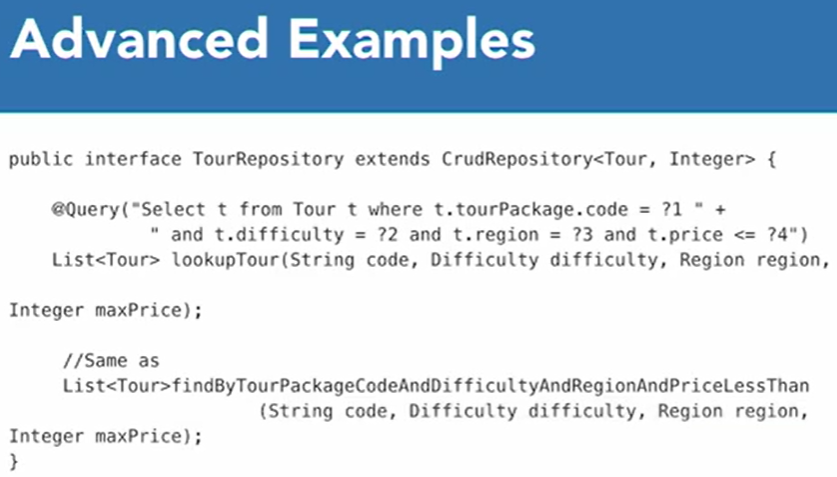 Advanced Examples
public interface TourRepository extends CrudRepository<Tour, Integer> {
@Query("Select t from Tour t where t.tourPackage.code = ?1 " +
" and t.difficulty = ?2 and t.region = ?3 and t.price <= ?4")
List<Tour> lookupTour(String code, Difficulty difficulty, Region region,
Integer maxPrice);
//Same as
List<Tour>findByTourPackageCodeAndDifficultyAndRegionAndPriceLessThan
(String code, Difficulty difficulty, Region region,
Integer maxPrice);
}